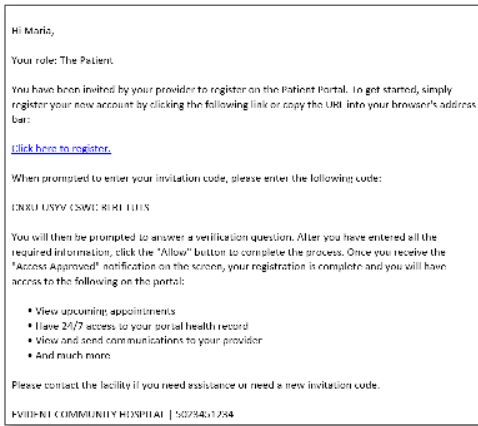 Hi Maria,
Your role: The Patient
You have been invited by your provider to register on the Patient Portal. To get started, simply
register your new account by clicking the following link or copy the URL into your browser's address
bar:
Click here to register.
When prompted to enter your invitation code, please enter the following code:
You will then be prompted to answer a verification question. After you have entered all the
required information, click the "Allow" button to complete the process. Once you receive the
"Access Approved" notification on the screen, your registration is complete and you will have
access to the following on the portal:
• View upcoming appointments
• Have 24/7 access to your portal health record
• View and send communications to your provider
• And much more
Please contact the facility if you need assistance or need a new invitation code.
EVIDENT COMMUNITY HOSPITAL | 5023451234